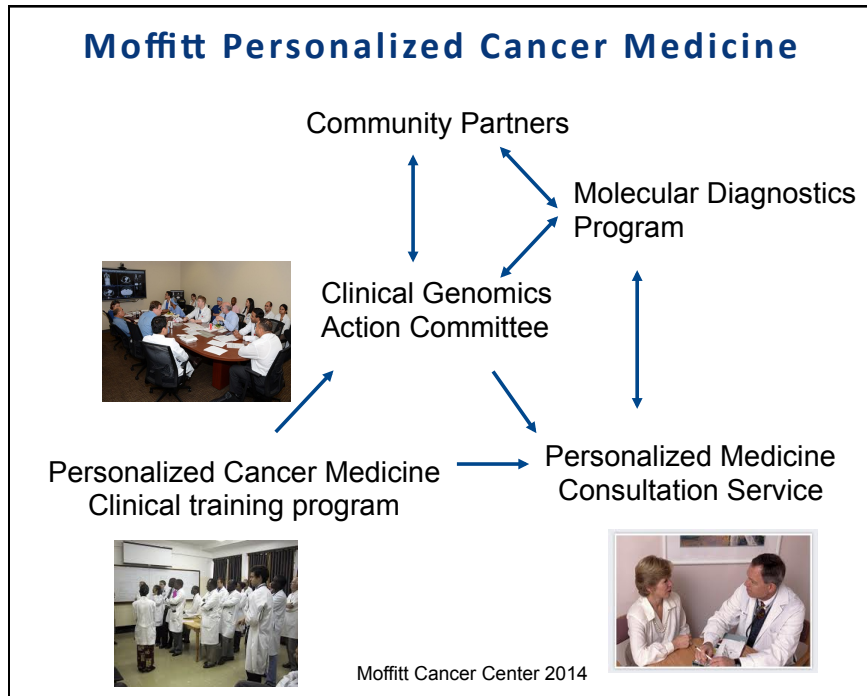 Moffitt Personalized Cancer Medicine
Community Partners
Molecular Diagnostics
Program
Clinical Genomics
Action Committee
Personalized Cancer Medicine
Clinical training program
Personalized Medicine
Consultation Service
Moffitt Cancer Center 2014